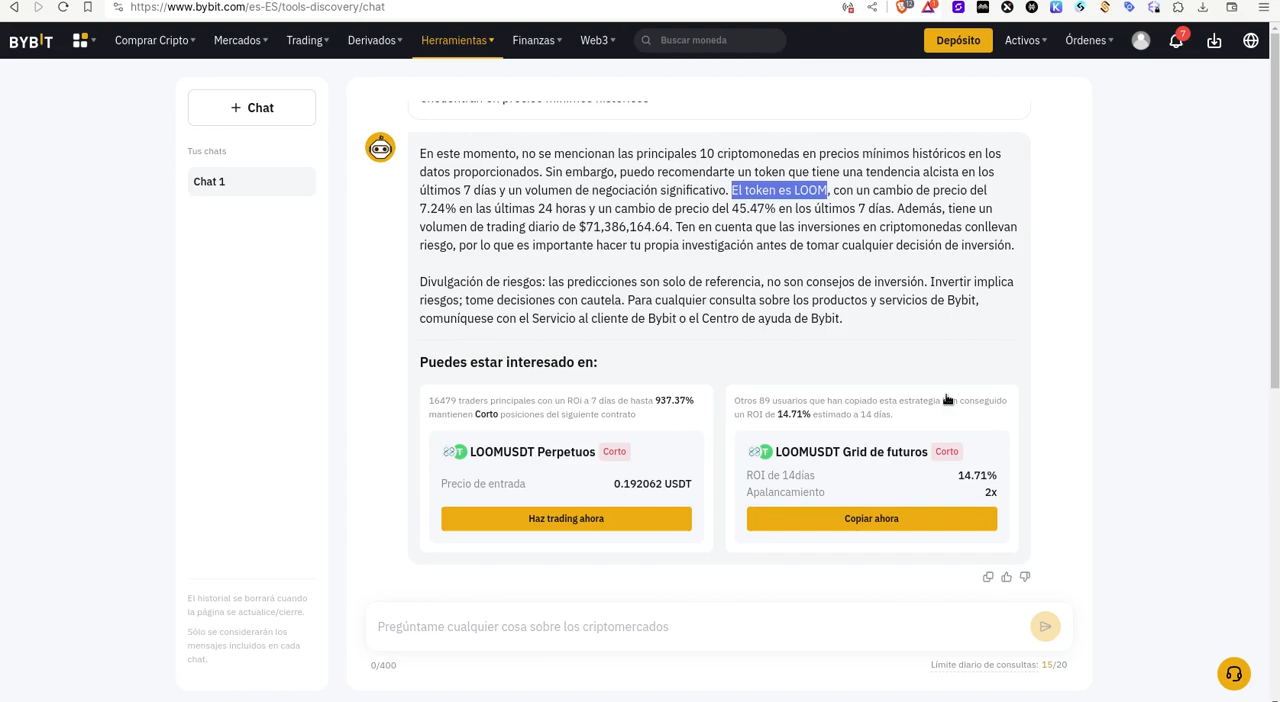 https://www.bybit.com/es-ES/tools-discovery/chat
12
1
BYBIT
Comprar Cripto
Mercados
Trading
Derivados
Herramientas
Finanzas
Web3
Buscar moneda
Depósito
Activos
Órdenes
7
+ Chat
Tus chats
Chat 1
encuentran en precios mínimos históricos
En este momento, no se mencionan las principales 10 criptomonedas en precios mínimos históricos en los
datos proporcionados. Sin embargo, puedo recomendarte un token que tiene una tendencia alcista en los
últimos 7 días y un volumen de negociación significativo. El token es LOOM, con un cambio de precio del
7.24% en las últimas 24 horas y un cambio de precio del 45.47% en los últimos 7 días. Además, tiene un
volumen de trading diario de $71,386,164.64. Ten en cuenta que las inversiones en criptomonedas conllevan
riesgo, por lo que es importante hacer tu propia investigación antes de tomar cualquier decisión de inversión.
Divulgación de riesgos: las predicciones son solo de referencia, no son consejos de inversión. Invertir implica
riesgos; tome decisiones con cautela. Para cualquier consulta sobre los productos y servicios de Bybit,
comuníquese con el Servicio al cliente de Bybit o el Centro de ayuda de Bybit.
Puedes estar interesado en:
16479 traders principales con un ROi a 7 días de hasta 937.37%
mantienen Corto posiciones del siguiente contrato
LOOMUSDT Perpetuos Corto
Precio de entrada 0.192062 USDT
Haz trading ahora
Otros 89 usuarios que han copiado esta estrategia han conseguido
un ROI de 14.71% estimado a 14 días.
LOOMUSDT Grid de futuros Corto
ROI de 14días 14.71%
Apalancamiento 2x
Copiar ahora
El historial se borrará cuando
la página se actualice/cierre.
Sólo se considerarán los
mensajes incluidos en cada
chat.
Pregúntame cualquier cosa sobre los criptomercados
0/400
Límite diario de consultas: 15/20